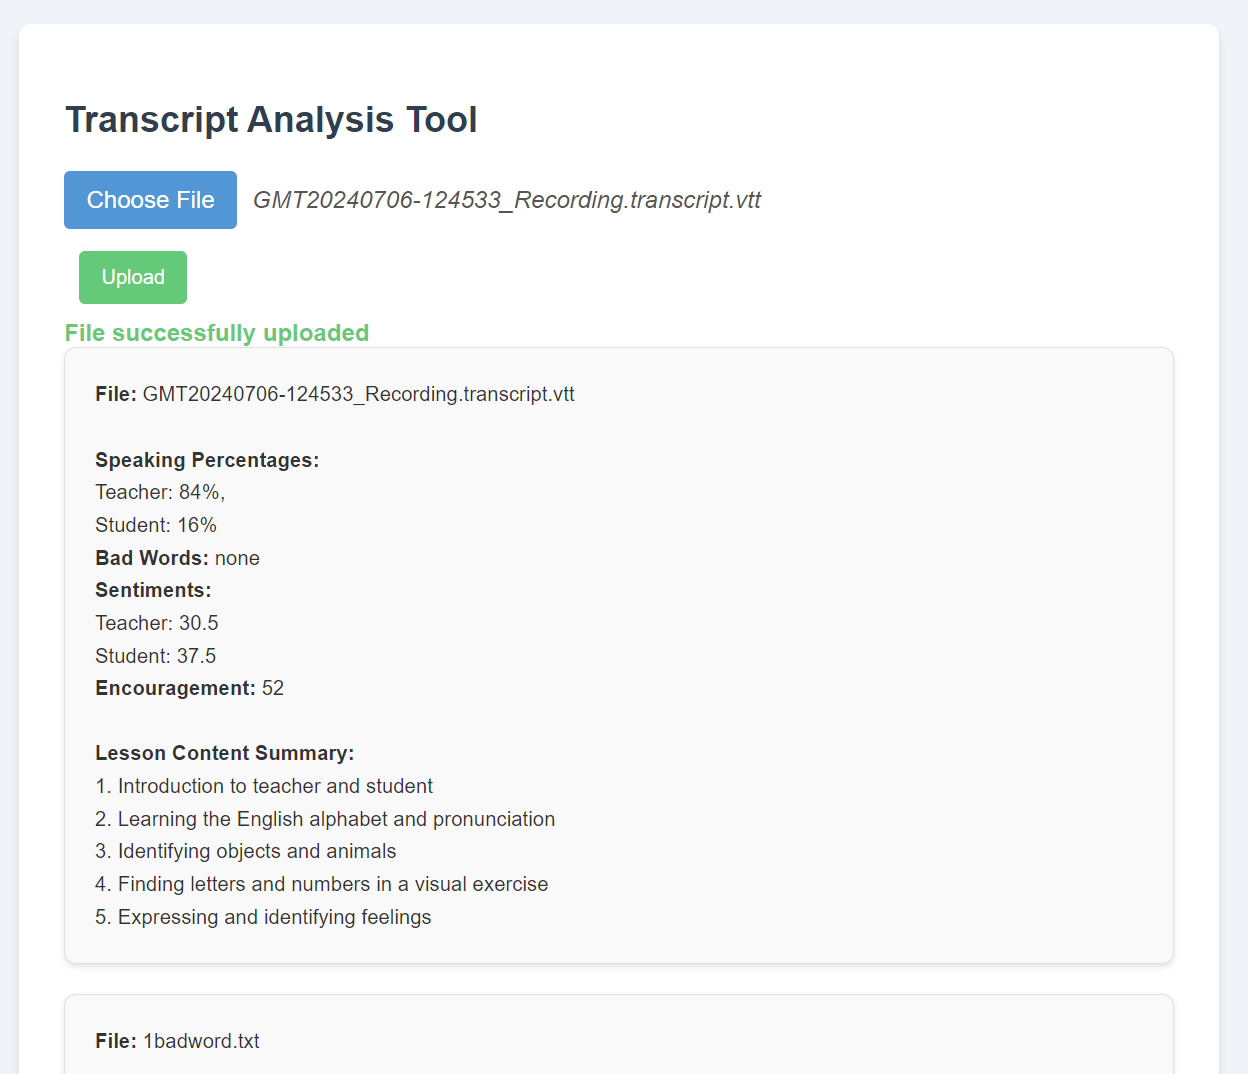 Transcript Analysis Tool
Choose File GMT20240706-124533_Recording.transcript.vtt
Upload
File successfully uploaded
File: GMT20240706-124533_Recording.transcript.vtt
Speaking Percentages:
Teacher: 84%,
Student: 16%
Bad Words: none
Sentiments:
Teacher: 30.5
Student: 37.5
Encouragement: 52
Lesson Content Summary:
1. Introduction to teacher and student
2. Learning the English alphabet and pronunciation
3. Identifying objects and animals
4. Finding letters and numbers in a visual exercise
5. Expressing and identifying feelings
File: 1badword.txt